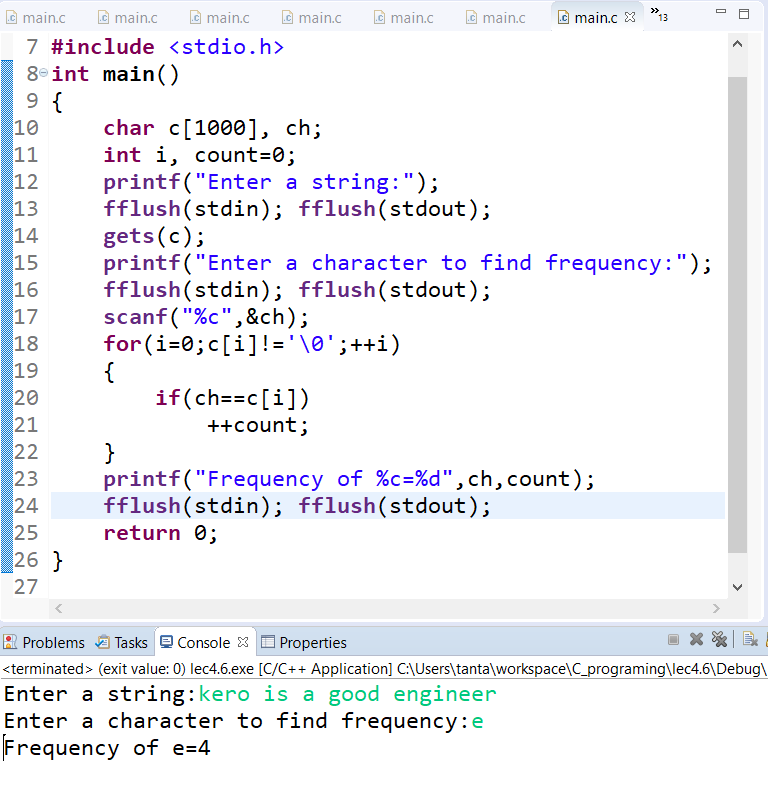 main.c main.c main.c main.c main.c main.c main.c »13
7 #include <stdio.h>
8 int main()
9 {
10 char c[1000], ch;
11 int i, count=0;
12 printf("Enter a string:");
13 fflush(stdin); fflush(stdout);
14 gets(c);
15 printf("Enter a character to find frequency:");
16 fflush(stdin); fflush(stdout);
17 scanf("%c",&ch);
18 for(i=0;c[i]!='\0';++i)
19 {
20 if(ch==c[i])
21 ++count;
22 }
23 printf("Frequency of %c=%d",ch,count);
24 fflush(stdin); fflush(stdout);
25 return 0;
26 }
27
Problems Tasks Console Properties
<terminated> (exit value: 0) lec4.6.exe [C/C++ Application] C:\Users\tanta\workspace\C_programing\lec4.6\Debug\
Enter a string:kero is a good engineer
Enter a character to find frequency:e
Frequency of e=4